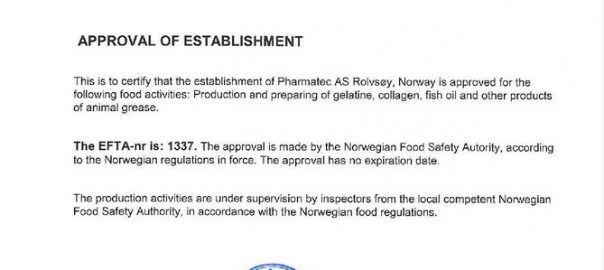 APPROVAL OF ESTABLISHMENT
This is to certify that the establishment of Pharmatec AS Rolvsøy, Norway is approved for the
following food activities: Production and preparing of gelatine, collagen, fish oil and other products
of animal grease.
The EFTA-nr is: 1337. The approval is made by the Norwegian Food Safety Autority, according
to the Norwegian regulations in force. The approval has no expiration date.
The production activities are under supervision by inspectors from the local competent Norwegian
Food Safety Authority, in accordance with the Norwegian food regulations.